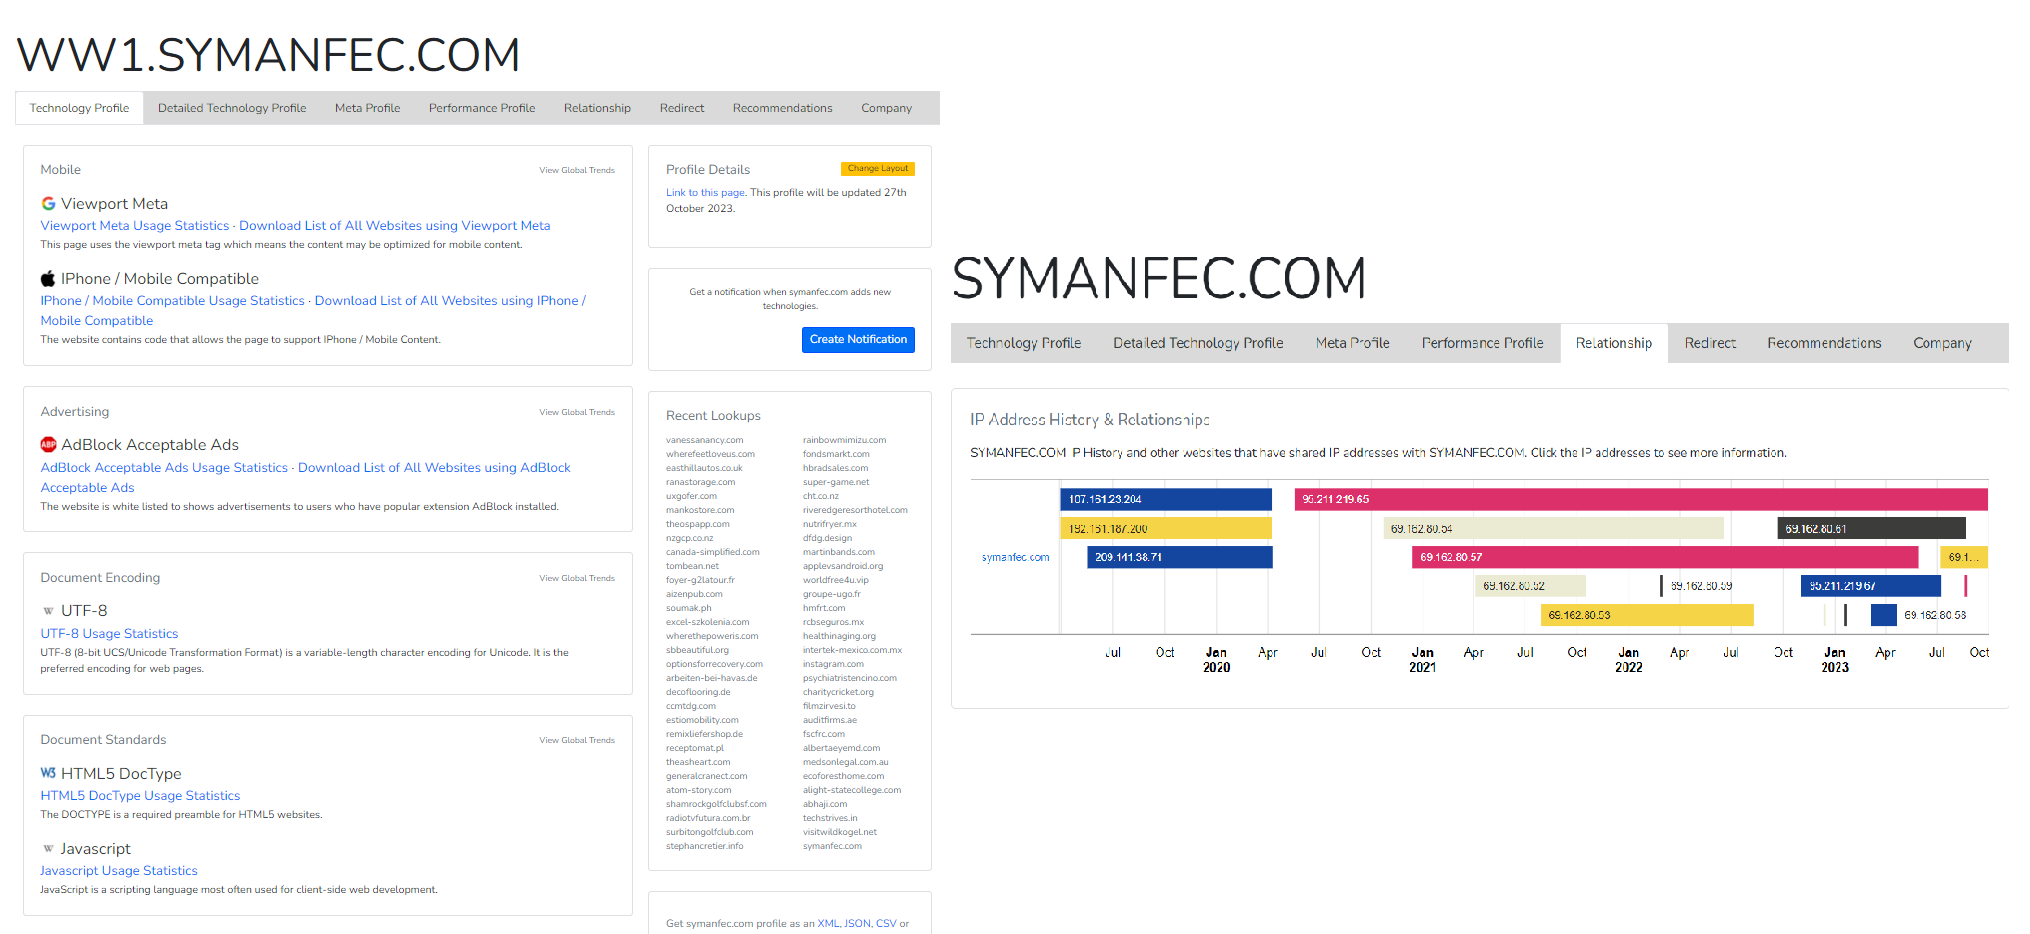 WW1.SYMANFEC.COM
Technology Profile Detailed Technology Profile Meta Profile Performance Profile Relationship Redirect Recommendations Company
Mobile View Global Trends
Viewport Meta
Viewport Meta Usage Statistics · Download List of All Websites using Viewport Meta
This page uses the viewport meta tag which means the content may be optimized for mobile content.
IPhone / Mobile Compatible
IPhone / Mobile Compatible Usage Statistics · Download List of All Websites using IPhone /
Mobile Compatible
The website contains code that allows the page to support IPhone / Mobile Content.
Advertising View Global Trends
ABP AdBlock Acceptable Ads
AdBlock Acceptable Ads Usage Statistics · Download List of All Websites using AdBlock
Acceptable Ads
The website is white listed to shows advertisements to users who have popular extension AdBlock installed.
Document Encoding View Global Trends
W UTF-8
UTF-8 Usage Statistics
UTF-8 (8-bit UCS/Unicode Transformation Format) is a variable-length character encoding for Unicode. It is the
preferred encoding for web pages.
Document Standards View Global Trends
W3 HTML5 DocType
HTML5 DocType Usage Statistics
The DOCTYPE is a required preamble for HTML5 websites.
W Javascript
Javascript Usage Statistics
JavaScript is a scripting language most often used for client-side web development.
Profile Details Change Layout
Link to this page. This profile will be updated 27th
October 2023.
Get a notification when symanfec.com adds new
technologies.
Create Notification
Recent Lookups
vanessanancy.com rainbowmimizu.com
wherefeetloveus.com fondsmarkt.com
easthillautos.co.uk hbradsales.com
ranastorage.com super-game.net
uxgofer.com cht.co.nz
mankostore.com riveredgeresorthotel.com
theospapp.com nutrifryer.mx
nzgcp.co.nz dfdg.design
canada-simplified.com martinbands.com
tombean.net applevsandroid.org
foyer-g2latour.fr worldfree4u.vip
aizenpub.com groupe-ugo.fr
soumak.ph hmfrt.com
excel-szkolenia.com rcbseguros.mx
wherethepoweris.com healthinaging.org
sbbeautiful.org intertek-mexico.com.mx
optionsforrecovery.com instagram.com
arbeiten-bei-havas.de psychiatristencino.com
decoflooring.de charitycricket.org
ccmtdg.com filmzirvesi.to
estiomobility.com auditfirms.ae
remixliefershop.de fscfrc.com
receptomat.pl albertaeyemd.com
theasheart.com medsonlegal.com.au
generalcranect.com ecoforesthome.com
atom-story.com alight-statecollege.com
shamrockgolfclubsf.com abhaji.com
radiotvfutura.com.br techstrives.in
surbitongolfclub.com visitwildkogel.net
stephancretier.info symanfec.com
Get symanfec.com profile as an XML, JSON, CSV or
SYMANFEC.COM
Technology Profile Detailed Technology Profile Meta Profile Performance Profile Relationship Redirect Recommendations Company
IP Address History & Relationships
SYMANFEC.COM IP History and other websites that have shared IP addresses with SYMANFEC.COM. Click the IP addresses to see more information.
107.161.23.204 95.211.219.65
192.161.187.200 69.162.80.54 69.162.80.61
symanfec.com 209.141.38.71 69.162.80.57 69.1...
69.162.80.52 69.162.80.59 95.211.219.67
69.162.80.53 69.162.80.56
Jul Oct Jan Apr Jul Oct Jan Apr Jul Oct Jan Apr Jul Oct Jan Apr Jul Oct
2020 2021 2022 2023